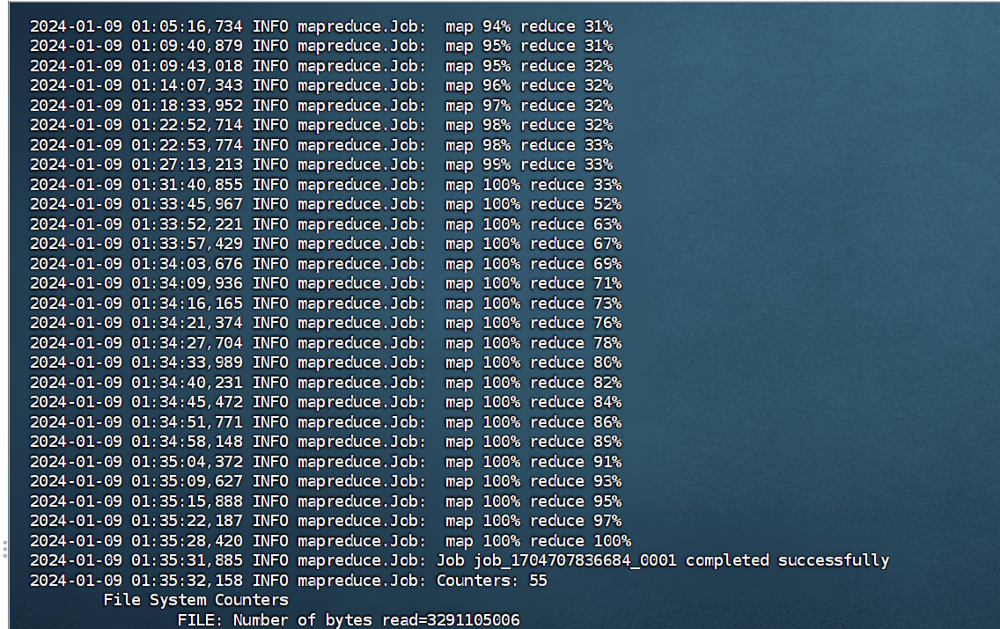 2024-01-09 01:05:16,734 INFO mapreduce.Job:  map 94% reduce 31%
2024-01-09 01:09:40,879 INFO mapreduce.Job:  map 95% reduce 31%
2024-01-09 01:09:43,018 INFO mapreduce.Job:  map 95% reduce 32%
2024-01-09 01:14:07,343 INFO mapreduce.Job:  map 96% reduce 32%
2024-01-09 01:18:33,952 INFO mapreduce.Job:  map 97% reduce 32%
2024-01-09 01:22:52,714 INFO mapreduce.Job:  map 98% reduce 32%
2024-01-09 01:22:53,774 INFO mapreduce.Job:  map 98% reduce 33%
2024-01-09 01:27:13,213 INFO mapreduce.Job:  map 99% reduce 33%
2024-01-09 01:31:40,855 INFO mapreduce.Job:  map 100% reduce 33%
2024-01-09 01:33:45,967 INFO mapreduce.Job:  map 100% reduce 52%
2024-01-09 01:33:52,221 INFO mapreduce.Job:  map 100% reduce 63%
2024-01-09 01:33:57,429 INFO mapreduce.Job:  map 100% reduce 67%
2024-01-09 01:34:03,676 INFO mapreduce.Job:  map 100% reduce 69%
2024-01-09 01:34:09,936 INFO mapreduce.Job:  map 100% reduce 71%
2024-01-09 01:34:16,165 INFO mapreduce.Job:  map 100% reduce 73%
2024-01-09 01:34:21,374 INFO mapreduce.Job:  map 100% reduce 76%
2024-01-09 01:34:27,704 INFO mapreduce.Job:  map 100% reduce 78%
2024-01-09 01:34:33,989 INFO mapreduce.Job:  map 100% reduce 80%
2024-01-09 01:34:40,231 INFO mapreduce.Job:  map 100% reduce 82%
2024-01-09 01:34:45,472 INFO mapreduce.Job:  map 100% reduce 84%
2024-01-09 01:34:51,771 INFO mapreduce.Job:  map 100% reduce 86%
2024-01-09 01:34:58,148 INFO mapreduce.Job:  map 100% reduce 89%
2024-01-09 01:35:04,372 INFO mapreduce.Job:  map 100% reduce 91%
2024-01-09 01:35:09,627 INFO mapreduce.Job:  map 100% reduce 93%
2024-01-09 01:35:15,888 INFO mapreduce.Job:  map 100% reduce 95%
2024-01-09 01:35:22,187 INFO mapreduce.Job:  map 100% reduce 97%
2024-01-09 01:35:28,420 INFO mapreduce.Job:  map 100% reduce 100%
2024-01-09 01:35:31,885 INFO mapreduce.Job: Job job_1704707836684_0001 completed successfully
2024-01-09 01:35:32,158 INFO mapreduce.Job: Counters: 55
File System Counters
FILE: Number of bytes read=3291105006